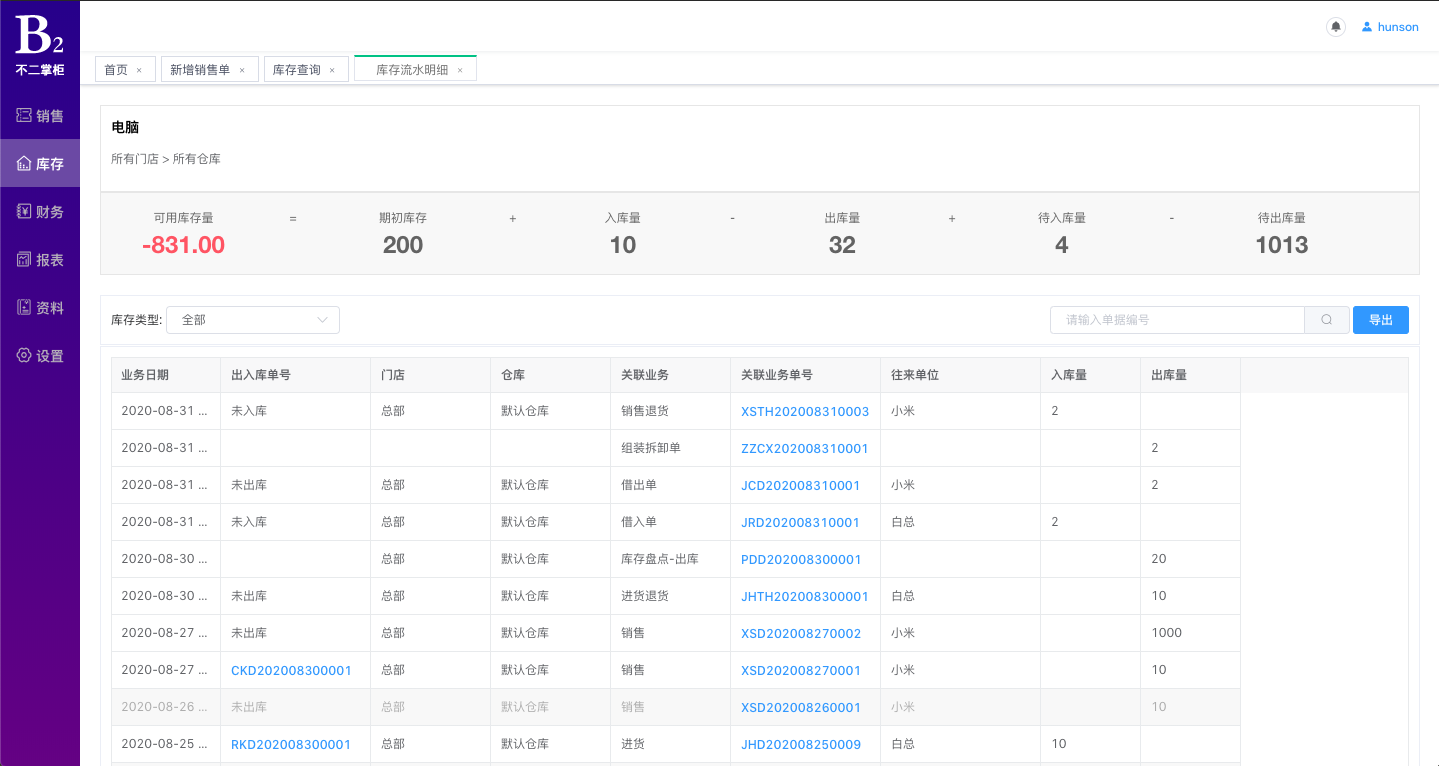 B2
不二掌柜
hunson
首页 × 新增销售单 × 库存查询 × 库存流水明细 ×
销售
库存
财务
报表
资料
设置
电脑
所有门店 > 所有仓库
可用库存量 = 期初库存 + 入库量 - 出库量 + 待入库量 - 待出库量
-831.00 200 10 32 4 1013
库存类型: 全部 请输入单据编号 导出
业务日期 出入库单号 门店 仓库 关联业务 关联业务单号 往来单位 入库量 出库量
2020-08-31 ... 未入库 总部 默认仓库 销售退货 XSTH202008310003 小米 2
2020-08-31 ... 组装拆卸单 ZZCX202008310001 2
2020-08-31 ... 未出库 总部 默认仓库 借出单 JCD202008310001 小米 2
2020-08-31 ... 未入库 总部 默认仓库 借入单 JRD202008310001 白总 2
2020-08-30 ... 总部 默认仓库 库存盘点-出库 PDD202008300001 20
2020-08-30 ... 未出库 总部 默认仓库 进货退货 JHTH202008300001 白总 10
2020-08-27 ... 未出库 总部 默认仓库 销售 XSD202008270002 小米 1000
2020-08-27 ... CKD202008300001 总部 默认仓库 销售 XSD202008270001 小米 10
2020-08-26 ... 未出库 总部 默认仓库 销售 XSD202008260001 小米 10
2020-08-25 ... RKD202008300001 总部 默认仓库 进货 JHD202008250009 白总 10